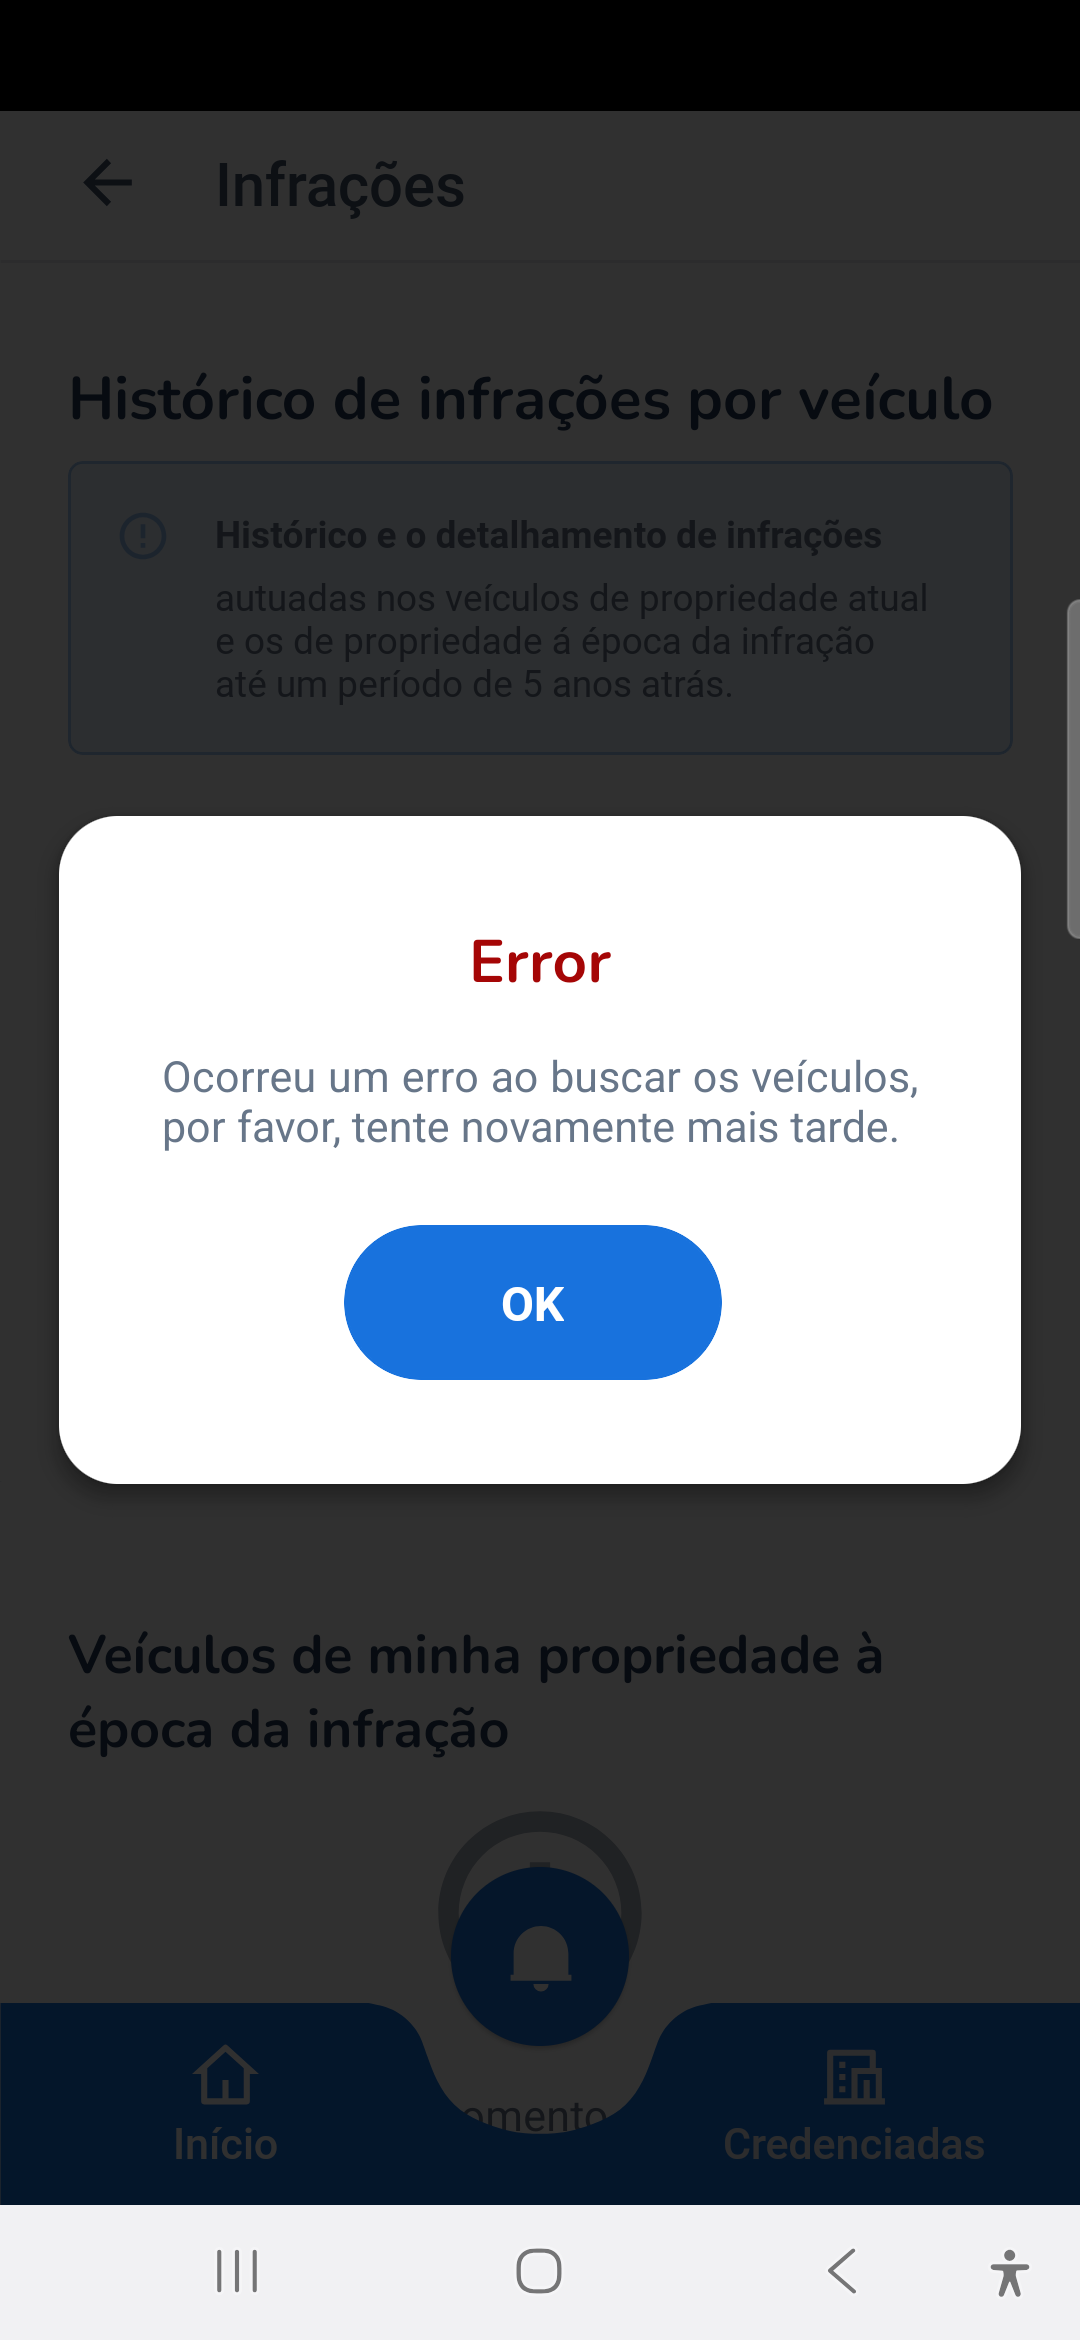 Infrações
Histórico de infrações por veículo
Histórico e o detalhamento de infrações
autuadas nos veículos de propriedade atual
e os de propriedade á época da infração
até um período de 5 anos atrás.
Error
Ocorreu um erro ao buscar os veículos,
por favor, tente novamente mais tarde.
OK
Veículos de minha propriedade à
época da infração
Início
Credenciadas